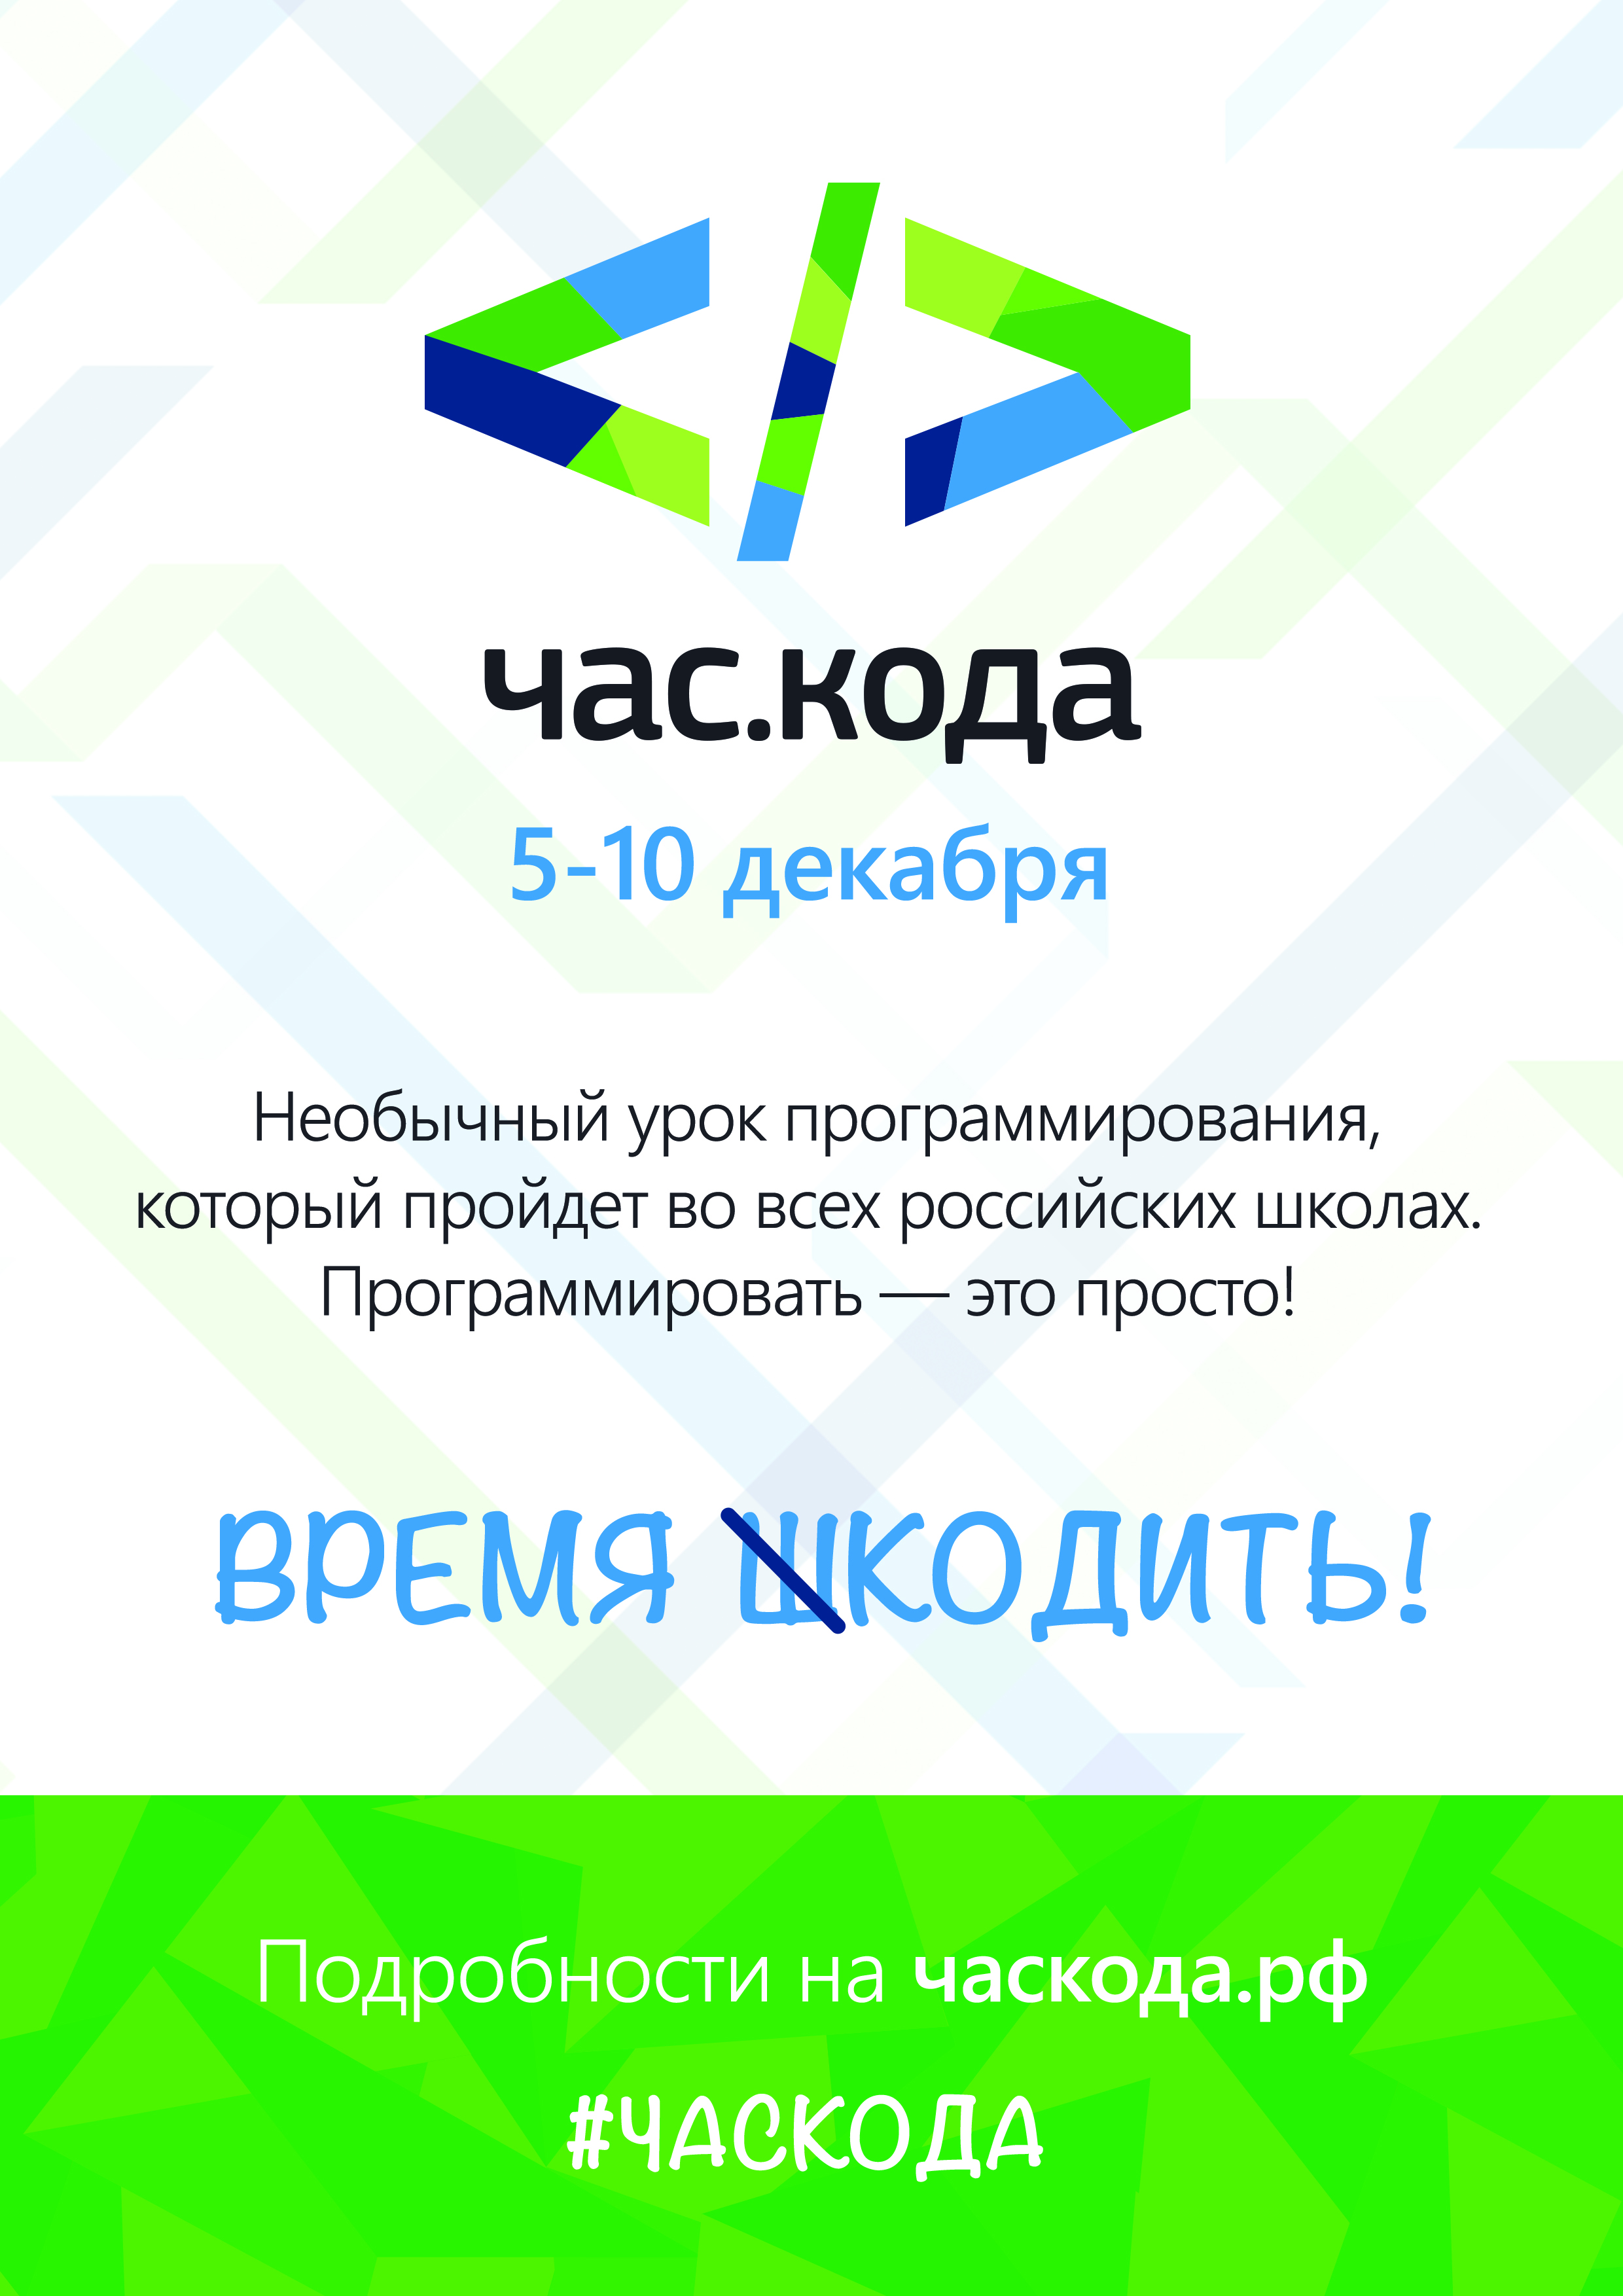 час.кода
5-10 декабря
Необычный урок программирования,
который пройдет во всех российских школах.
Программировать — это просто!
ВРЕМЯ ШКОДИТЬ!
Подробности на часкода.рф
#ЧАСКОДА